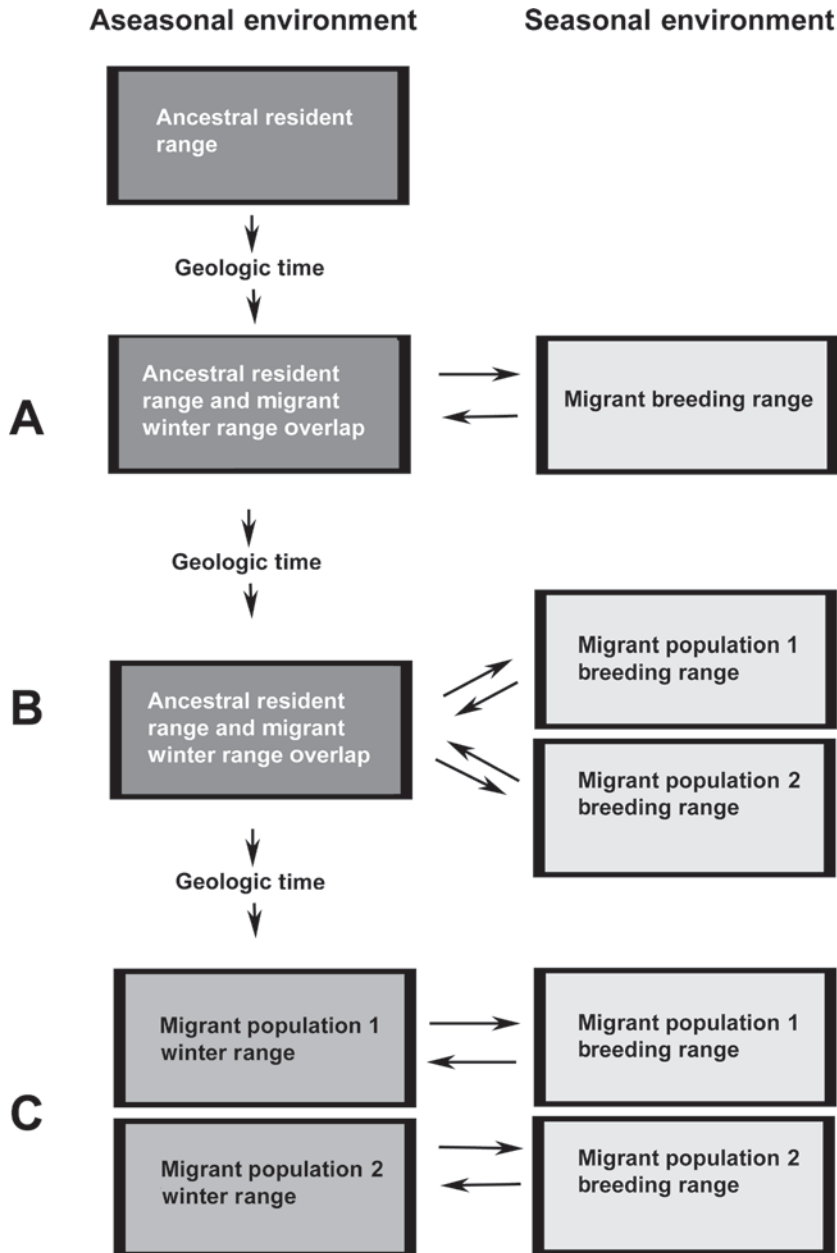 Aseasonal environment
Seasonal environment
Ancestral resident
range
Geologic time
A
Ancestral resident
range and migrant
winter range overlap
Migrant breeding range
Geologic time
B
Ancestral resident
range and migrant
winter range overlap
Migrant population 1
breeding range
Migrant population 2
breeding range
Geologic time
C
Migrant population 1
winter range
Migrant population 1
breeding range
Migrant population 2
winter range
Migrant population 2
breeding range